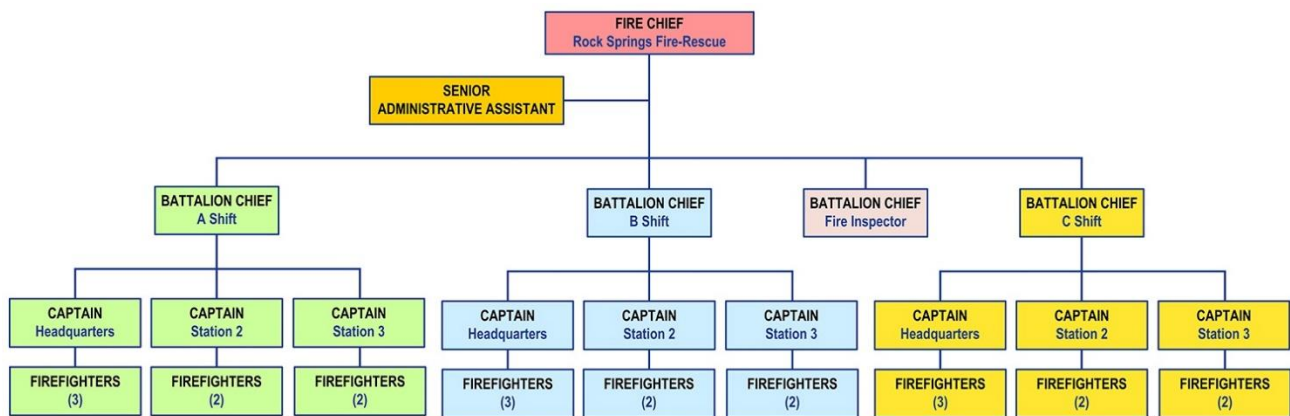 FIRE CHIEF
Rock Springs Fire-Rescue
SENIOR
ADMINISTRATIVE ASSISTANT
BATTALION CHIEF
A Shift
BATTALION CHIEF
B Shift
BATTALION CHIEF
Fire Inspector
BATTALION CHIEF
C Shift
CAPTAIN
Headquarters
CAPTAIN
Station 2
CAPTAIN
Station 3
CAPTAIN
Headquarters
CAPTAIN
Station 2
CAPTAIN
Station 3
CAPTAIN
Headquarters
CAPTAIN
Station 2
CAPTAIN
Station 3
FIREFIGHTERS
(3)
FIREFIGHTERS
(2)
FIREFIGHTERS
(2)
FIREFIGHTERS
(3)
FIREFIGHTERS
(2)
FIREFIGHTERS
(2)
FIREFIGHTERS
(3)
FIREFIGHTERS
(2)
FIREFIGHTERS
(2)